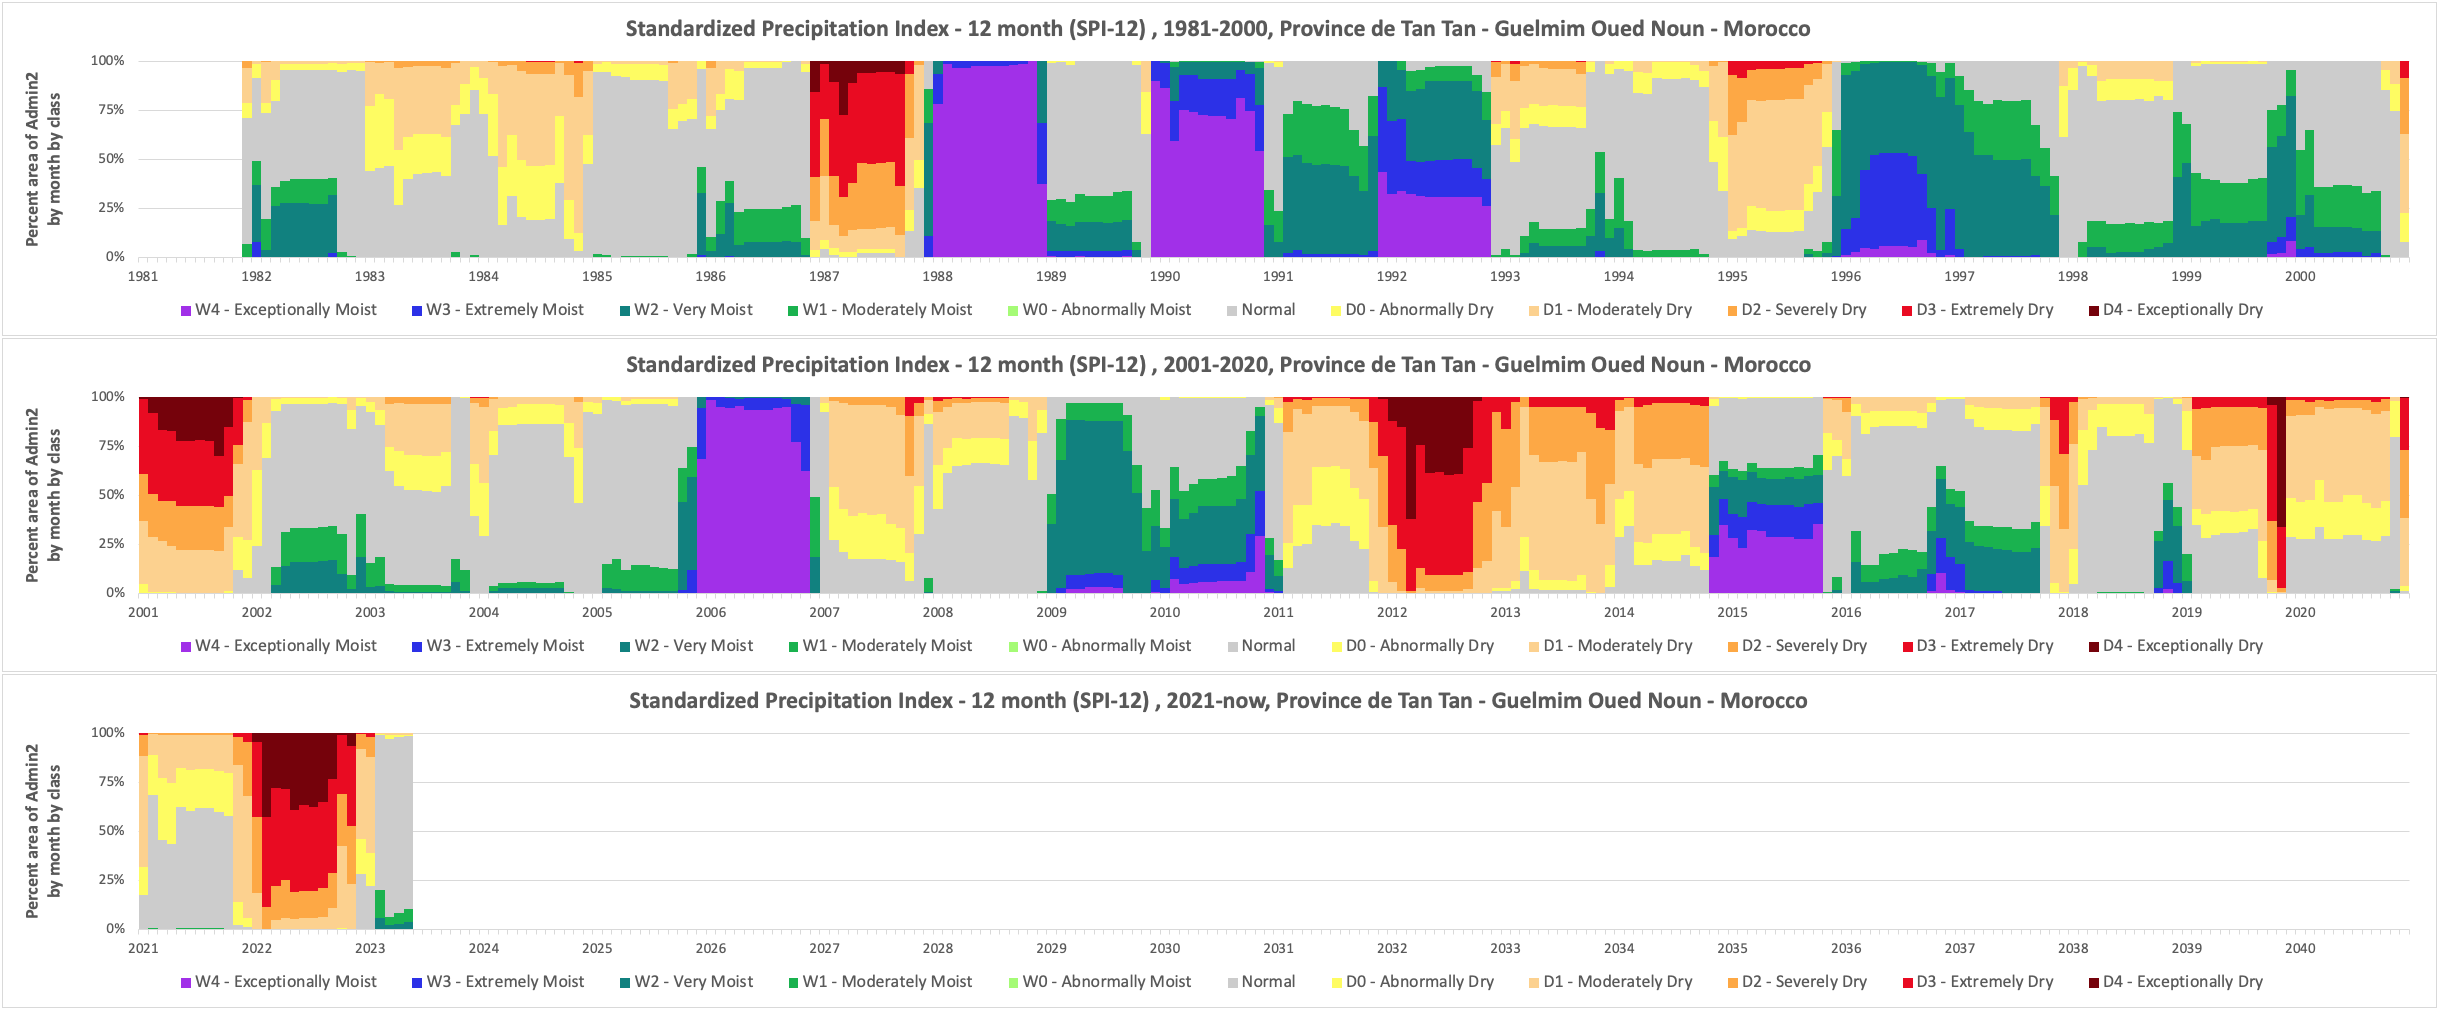 Standardized Precipitation Index - 12 month (SPI-12) , 1981-2000, Province de Tan Tan - Guelmim Oued Noun - Morocco
Percent area of Admin2
by month by class
100%
75%
50%
25%
0%
1981 1982 1983 1984 1985 1986 1987 1988 1989 1990 1991 1992 1993 1994 1995 1996 1997 1998 1999 2000
W4 - Exceptionally Moist W3 - Extremely Moist W2 - Very Moist W1 - Moderately Moist W0 - Abnormally Moist Normal D0 - Abnormally Dry D1 - Moderately Dry D2 - Severely Dry D3 - Extremely Dry D4 - Exceptionally Dry
Standardized Precipitation Index - 12 month (SPI-12) , 2001-2020, Province de Tan Tan - Guelmim Oued Noun - Morocco
Percent area of Admin2
by month by class
100%
75%
50%
25%
0%
2001 2002 2003 2004 2005 2006 2007 2008 2009 2010 2011 2012 2013 2014 2015 2016 2017 2018 2019 2020
W4 - Exceptionally Moist W3 - Extremely Moist W2 - Very Moist W1 - Moderately Moist W0 - Abnormally Moist Normal D0 - Abnormally Dry D1 - Moderately Dry D2 - Severely Dry D3 - Extremely Dry D4 - Exceptionally Dry
Standardized Precipitation Index - 12 month (SPI-12) , 2021-now, Province de Tan Tan - Guelmim Oued Noun - Morocco
Percent area of Admin2
by month by class
100%
75%
50%
25%
0%
2021 2022 2023 2024 2025 2026 2027 2028 2029 2030 2031 2032 2033 2034 2035 2036 2037 2038 2039 2040
W4 - Exceptionally Moist W3 - Extremely Moist W2 - Very Moist W1 - Moderately Moist W0 - Abnormally Moist Normal D0 - Abnormally Dry D1 - Moderately Dry D2 - Severely Dry D3 - Extremely Dry D4 - Exceptionally Dry